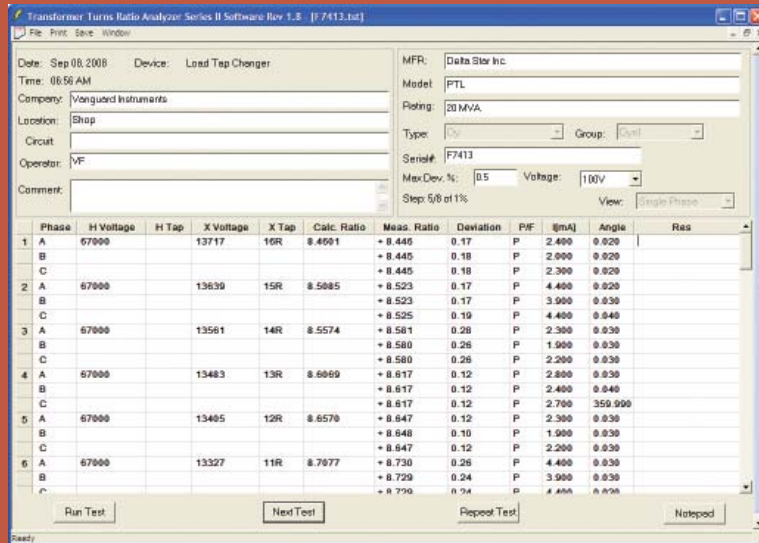 Transformer Turns Ratio Analyzer Series II Software Rev 1.8 - [F7413.txt]
File Print Save Window
Date: Sep 08, 2008 Device: Load Tap Changer
Time: 06:56 AM
Company: Vanguard Instruments
Location: Shop
Circuit
Operator: VF
Comment:
MFR: Delta Star Inc.
Model: PTL
Rating: 20 MVA
Type: Dy Group: Dyn1
Serial#: F7413
Max.Dev. %: 0.5 Voltage: 100V
Step: 5/8 of 1% View: Single Phase
Phase H Voltage H Tap X Voltage X Tap Calc. Ratio Meas. Ratio Deviation P/F I[mA] Angle Res
1 A 67000 13717 16R 8.4601 + 8.446 0.17 P 2.400 0.020
B + 8.445 0.18 P 2.000 0.020
C + 8.445 0.18 P 2.300 0.020
2 A 67000 13639 15R 8.5085 + 8.523 0.17 P 4.400 0.020
B + 8.523 0.17 P 3.900 0.030
C + 8.525 0.19 P 4.400 0.040
3 A 67000 13561 14R 8.5574 + 8.581 0.28 P 2.300 0.030
B + 8.580 0.26 P 1.900 0.030
C + 8.580 0.26 P 2.200 0.030
4 A 67000 13483 13R 8.6069 + 8.617 0.12 P 2.800 0.030
B + 8.617 0.12 P 2.400 0.040
C + 8.617 0.12 P 2.700 359.990
5 A 67000 13405 12R 8.6570 + 8.647 0.12 P 2.300 0.030
B + 8.648 0.10 P 1.900 0.030
C + 8.647 0.12 P 2.200 0.030
6 A 67000 13327 11R 8.7077 + 8.730 0.26 P 4.400 0.030
B + 8.729 0.24 P 3.900 0.030
C + 8.729 0.24 P 4.400 0.020
Run Test Next Test Repeat Test Notepad
Ready